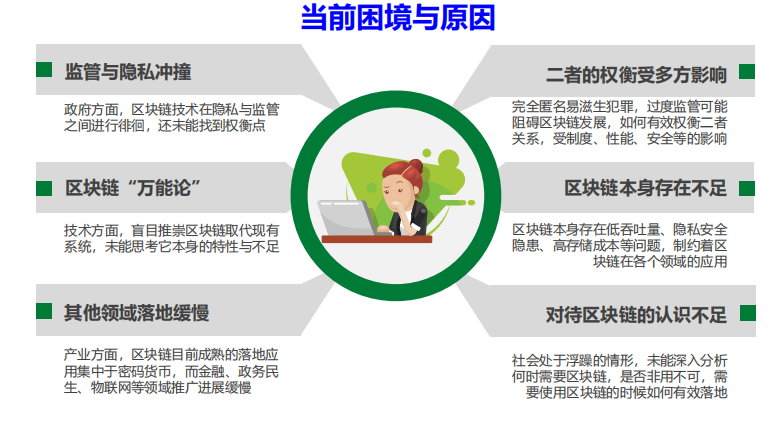 当前困境与原因
监管与隐私冲撞
政府方面，区块链技术在隐私与监管
之间进行徘徊，还未能找到权衡点
区块链“万能论”
技术方面，盲目推崇区块链取代现有
系统，未能思考它本身的特性与不足
其他领域落地缓慢
产业方面，区块链目前成熟的落地应
用集中于密码货币，而金融、政务民
生、物联网等领域推广进展缓慢
二者的权衡受多方影响
完全匿名易滋生犯罪，过度监管可能
阻碍区块链发展，如何有效权衡二者
关系，受制度、性能、安全等的影响
区块链本身存在不足
区块链本身存在低吞吐量、隐私安全
隐患、高存储成本等问题，制约着区
块链在各个领域的应用
对待区块链的认识不足
社会处于浮躁的情形，未能深入分析
何时需要区块链，是否非用不可，需
要使用区块链的时候如何有效落地